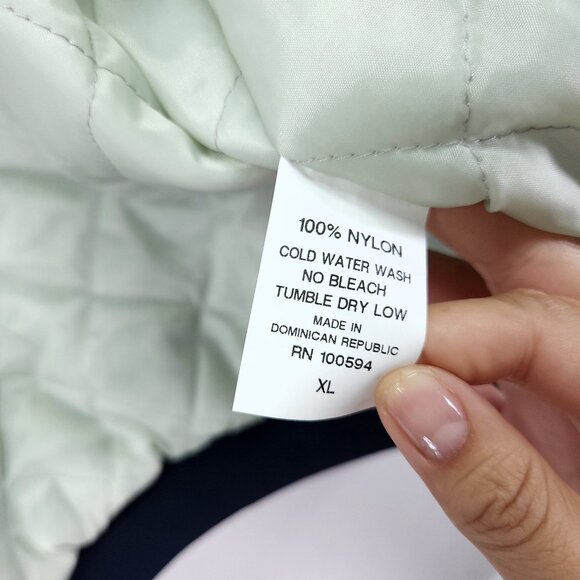 100% NYLON
COLD WATER WASH
NO BLEACH
TUMBLE DRY LOW
MADE IN
DOMINICAN REPUBLIC
RN 100594
XL